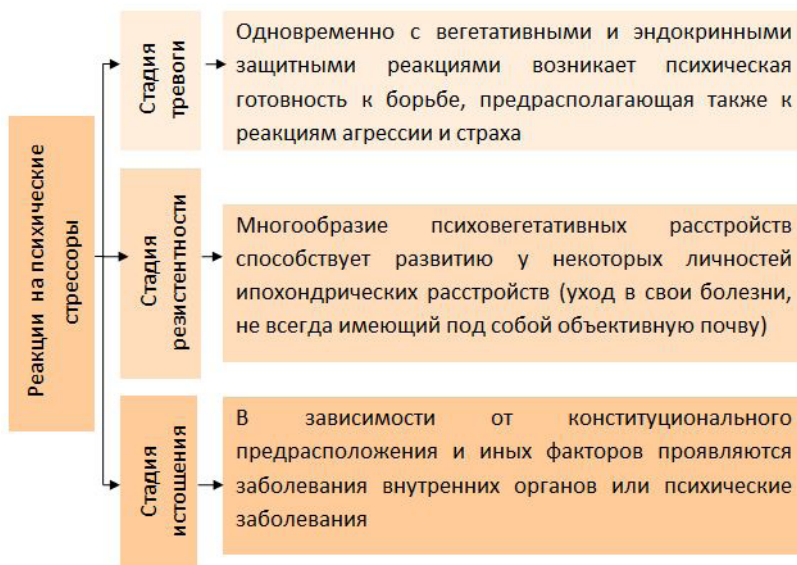 Реакции на психические
стрессоры
Стадия
тревоги
Одновременно с вегетативными и эндокринными
защитными реакциями возникает психическая
готовность к борьбе, предрасполагающая также к
реакциям агрессии и страха
Стадия
резистентности
Многообразие психовегетативных расстройств
способствует развитию у некоторых личностей
ипохондрических расстройств (уход в свои болезни,
не всегда имеющий под собой объективную почву)
Стадия
истошения
В зависимости от конституционального
предрасположения и иных факторов проявляются
заболевания внутренних органов или психические
заболевания